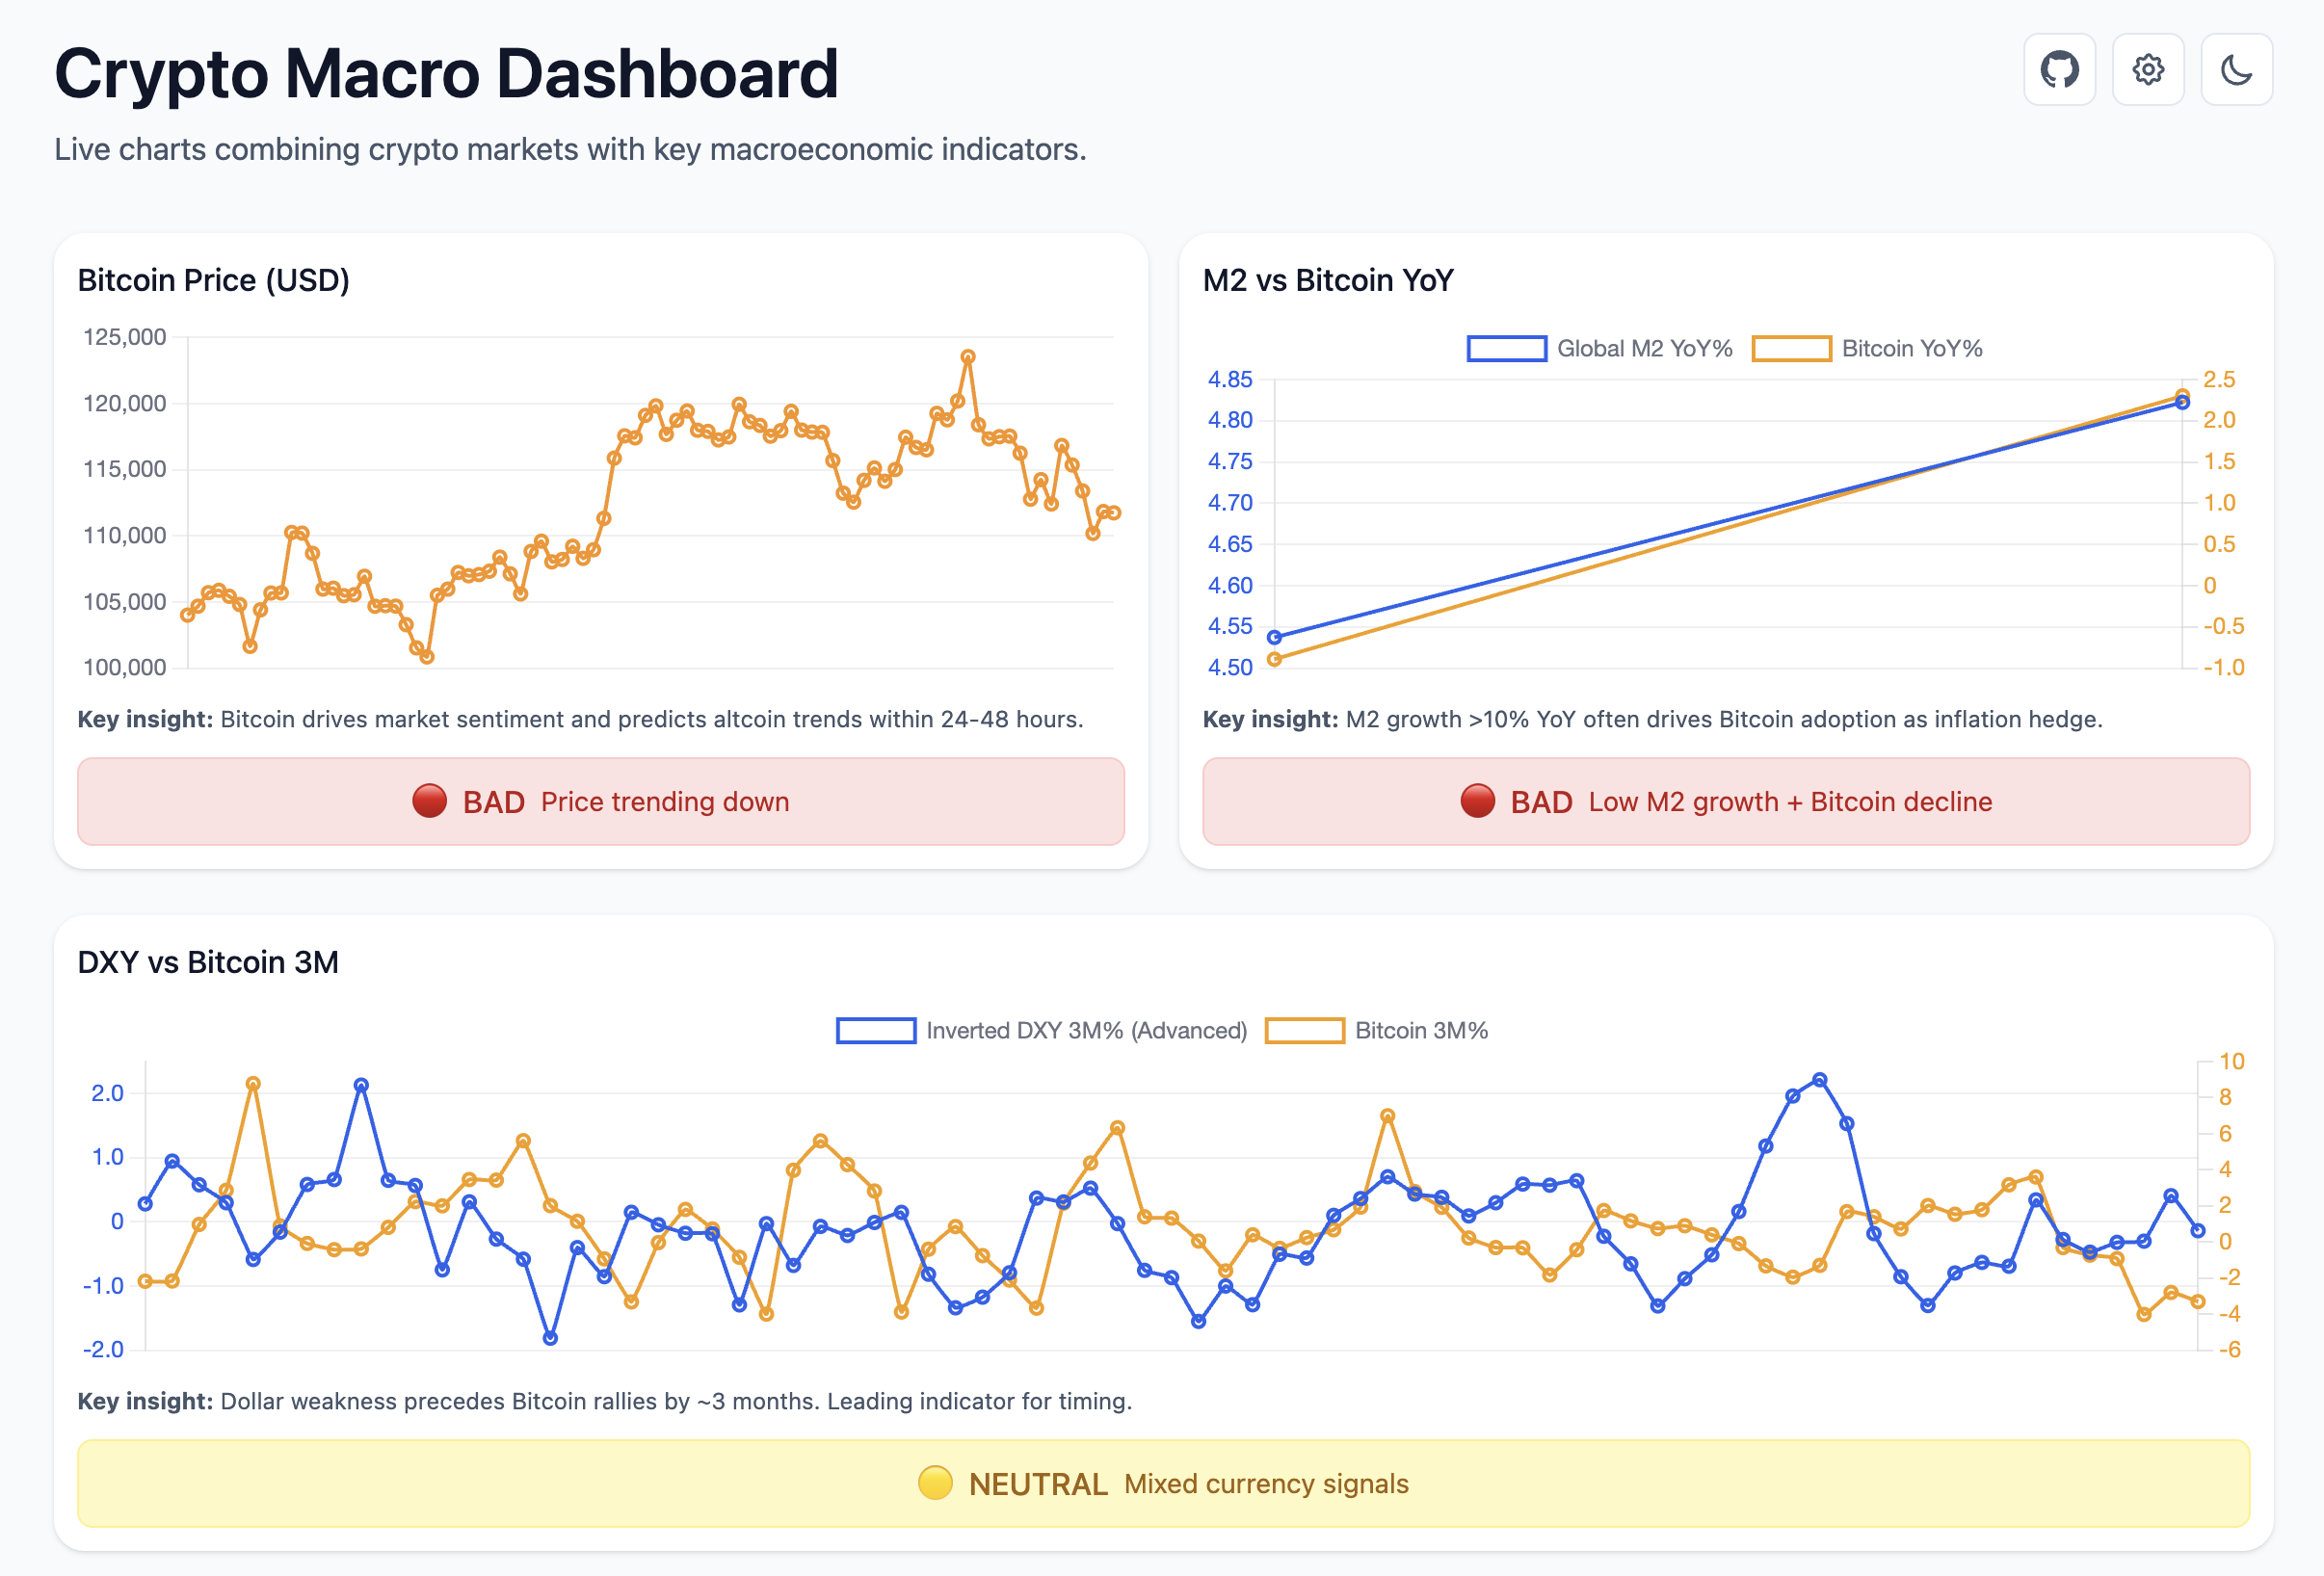 Crypto Macro Dashboard
Live charts combining crypto markets with key macroeconomic indicators.
Bitcoin Price (USD)
125,000
120,000
115,000
110,000
105,000
100,000
Key insight: Bitcoin drives market sentiment and predicts altcoin trends within 24-48 hours.
BAD Price trending down
M2 vs Bitcoin YoY
Global M2 YoY% Bitcoin YoY%
4.85 2.5
4.80 2.0
4.75 1.5
4.70 1.0
4.65 0.5
4.60 0
4.55 -0.5
4.50 -1.0
Key insight: M2 growth >10% YoY often drives Bitcoin adoption as inflation hedge.
BAD Low M2 growth + Bitcoin decline
DXY vs Bitcoin 3M
Inverted DXY 3M% (Advanced) Bitcoin 3M%
2.0
1.0
0
-1.0
-2.0
10
8
6
4
2
0
-2
-4
-6
Key insight: Dollar weakness precedes Bitcoin rallies by ~3 months. Leading indicator for timing.
NEUTRAL Mixed currency signals